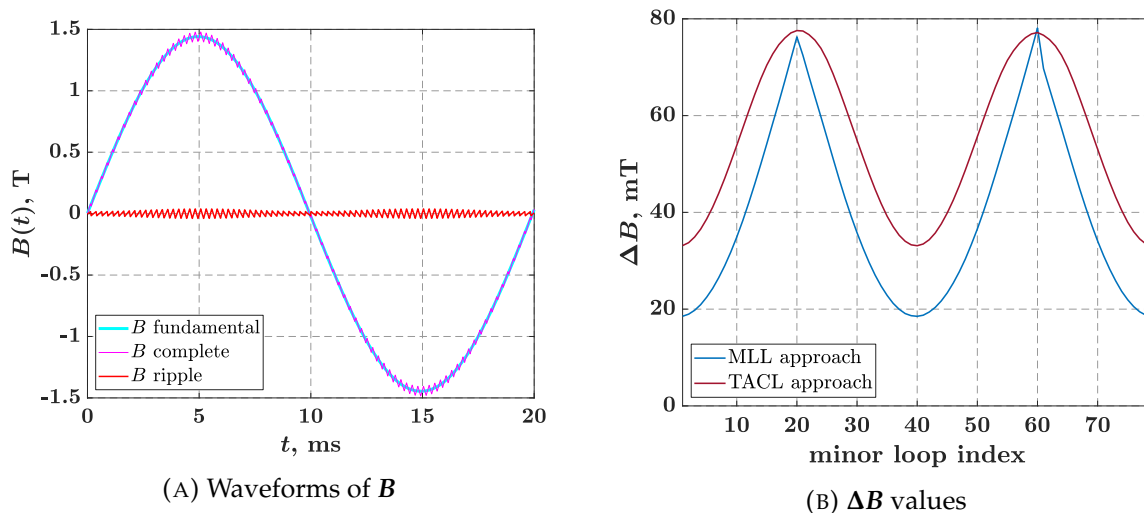 1.5
1
0.5
0
-0.5
-1
-1.5
B(t), T
B fundamental
B complete
B ripple
0 5 10 15 20
t, ms
(A) Waveforms of B
80
60
40
20
0
ΔB, mT
MLL approach
TACL approach
10 20 30 40 50 60 70
minor loop index
(B) ΔB values